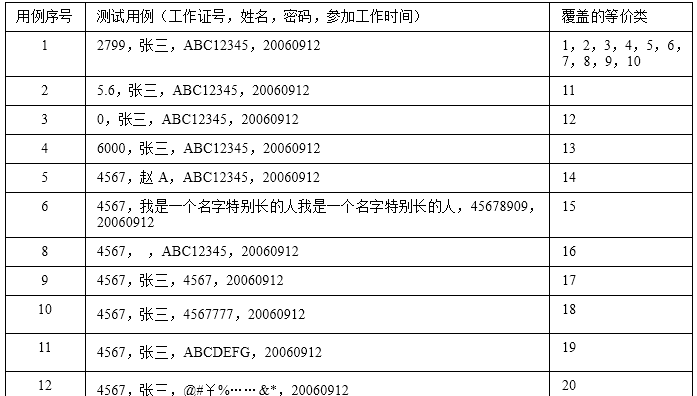 用例序号 测试用例（工作证号，姓名，密码，参加工作时间） 覆盖的等价类
1 2799，张三，ABC12345，20060912 1，2，3，4，5，6，
7，8，9，10
2 5.6，张三，ABC12345，20060912 11
3 0，张三，ABC12345，20060912 12
4 6000，张三，ABC12345，20060912 13
5 4567，赵 A，ABC12345，20060912 14
6 4567，我是一个名字特别长的人我是一个名字特别长的人，45678909， 15
20060912
8 4567， ，ABC12345，20060912 16
9 4567，张三，4567，20060912 17
10 4567，张三，4567777，20060912 18
11 4567，张三，ABCDEFG，20060912 19
12 4567，张三，@#￥%……&*，20060912 20